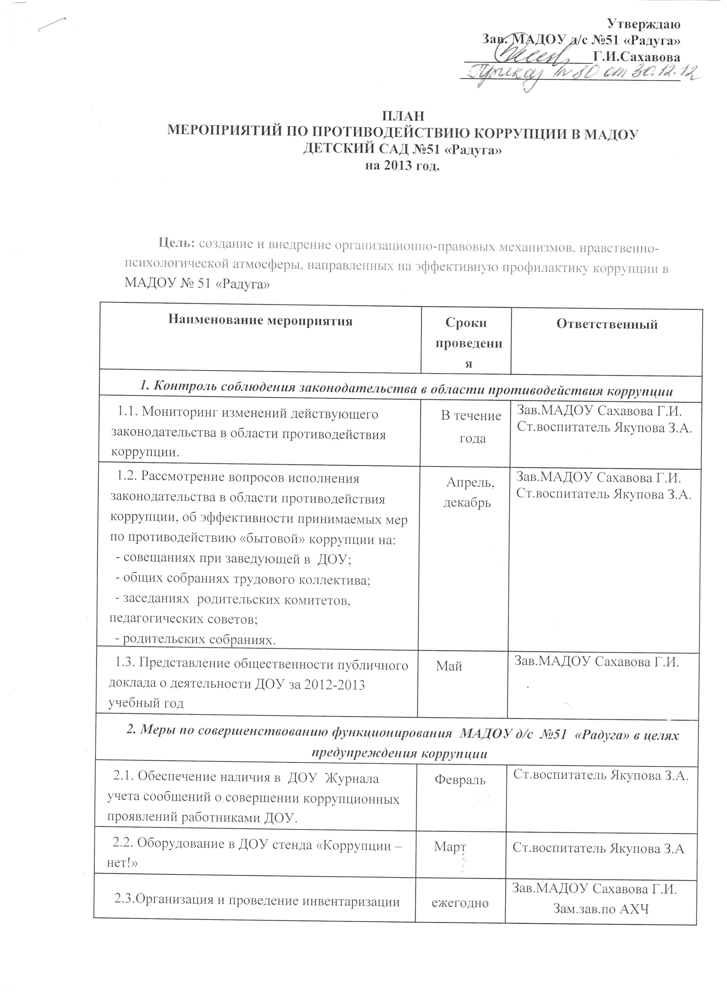 Утверждаю
Зав. МАДОУ д/с №51 «Радуга»
Г.И.Сахавова
Приказ № 80 от 30.12.12
ПЛАН
МЕРОПРИЯТИЙ ПО ПРОТИВОДЕЙСТВИЮ КОРРУПЦИИ В МАДОУ
ДЕТСКИЙ САД №51 «Радуга»
на 2013 год.
Цель: создание и внедрение организационно-правовых механизмов, нравственно-
психологической атмосферы, направленных на эффективную профилактику коррупции в
МАДОУ № 51 «Радуга»
Наименование мероприятия
Сроки
проведени
я
Ответственный
1. Контроль соблюдения законодательства в области противодействия коррупции
1.1. Мониторинг изменений действующего
законодательства в области противодействия
коррупции.
В течение
года
Зав.МАДОУ Сахавова Г.И.
Ст.воспитатель Якупова З.А.
1.2. Рассмотрение вопросов исполнения
законодательства в области противодействия
коррупции, об эффективности принимаемых мер
по противодействию «бытовой» коррупции на:
- совещаниях при заведующей в ДОУ;
- общих собраниях трудового коллектива;
- заседаниях родительских комитетов,
педагогических советов;
- родительских собраниях.
Апрель,
декабрь
Зав.МАДОУ Сахавова Г.И.
Ст.воспитатель Якупова З.А.
1.3. Представление общественности публичного
доклада о деятельности ДОУ за 2012-2013
учебный год
Май
Зав.МАДОУ Сахавова Г.И.
2. Меры по совершенствованию функционирования МАДОУ д/с №51 «Радуга» в целях
предупреждения коррупции
2.1. Обеспечение наличия в ДОУ Журнала
учета сообщений о совершении коррупционных
проявлений работниками ДОУ.
Февраль
Ст.воспитатель Якупова З.А.
2.2. Оборудование в ДОУ стенда «Коррупции –
нет!»
Март
Ст.воспитатель Якупова З.А
2.3.Организация и проведение инвентаризации
ежегодно
Зав.МАДОУ Сахавова Г.И.
Зам.зав.по АХЧ